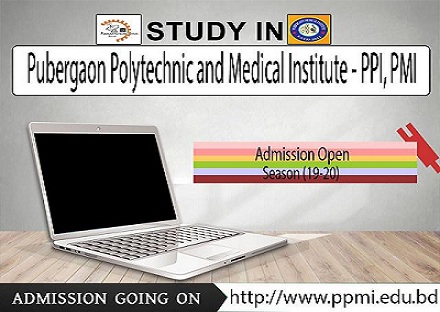 STUDY IN
Pubergaon Polytechnic and Medical Institute - PPI, PMI
Admission Open
Season (19-20)
ADMISSION GOING ON
http://www.ppmi.edu.bd